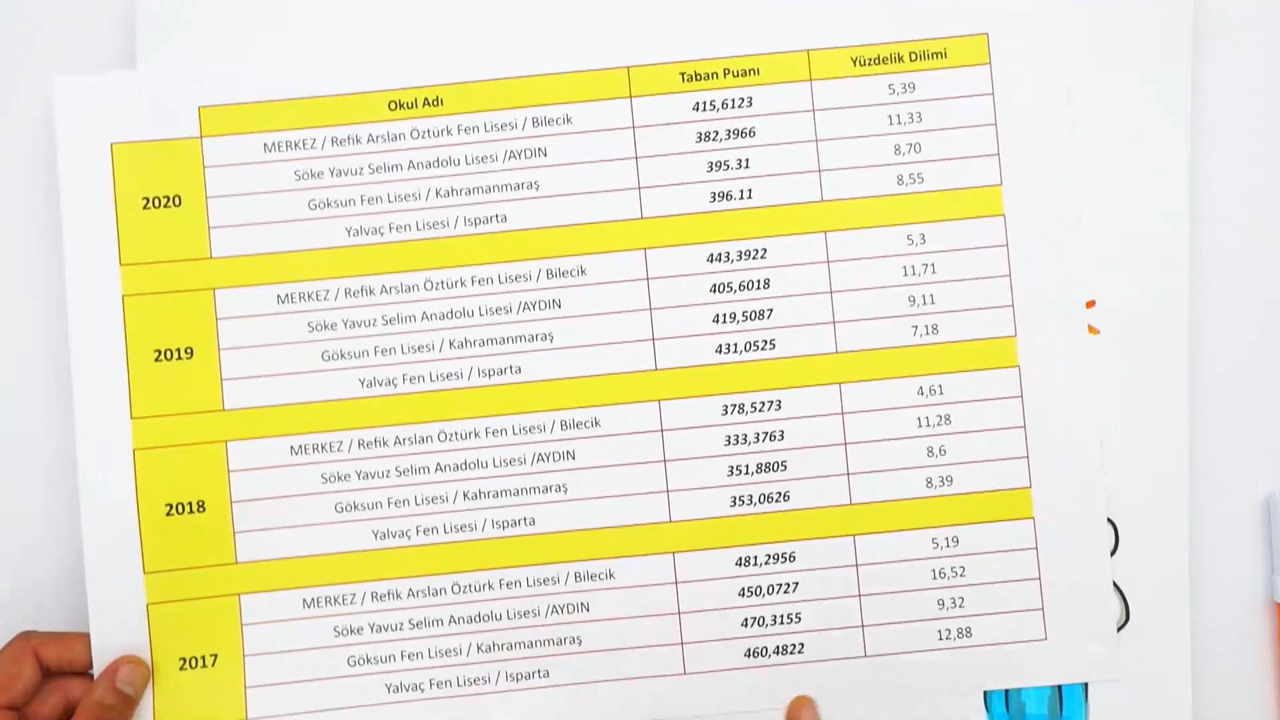 Okul Adı Taban Puanı Yüzdelik Dilimi
2020
MERKEZ / Refik Arslan Öztürk Fen Lisesi / Bilecik 415,6123 5,39
Söke Yavuz Selim Anadolu Lisesi /AYDIN 382,3966 11,33
Göksun Fen Lisesi / Kahramanmaraş 395.31 8,70
Yalvaç Fen Lisesi / Isparta 396.11 8,55
2019
MERKEZ / Refik Arslan Öztürk Fen Lisesi / Bilecik 443,3922 5,3
Söke Yavuz Selim Anadolu Lisesi /AYDIN 405,6018 11,71
Göksun Fen Lisesi / Kahramanmaraş 419,5087 9,11
Yalvaç Fen Lisesi / Isparta 431,0525 7,18
2018
MERKEZ / Refik Arslan Öztürk Fen Lisesi / Bilecik 378,5273 4,61
Söke Yavuz Selim Anadolu Lisesi /AYDIN 333,3763 11,28
Göksun Fen Lisesi / Kahramanmaraş 351,8805 8,6
Yalvaç Fen Lisesi / Isparta 353,0626 8,39
2017
MERKEZ / Refik Arslan Öztürk Fen Lisesi / Bilecik 481,2956 5,19
Söke Yavuz Selim Anadolu Lisesi /AYDIN 450,0727 16,52
Göksun Fen Lisesi / Kahramanmaraş 470,3155 9,32
Yalvaç Fen Lisesi / Isparta 460,4822 12,88